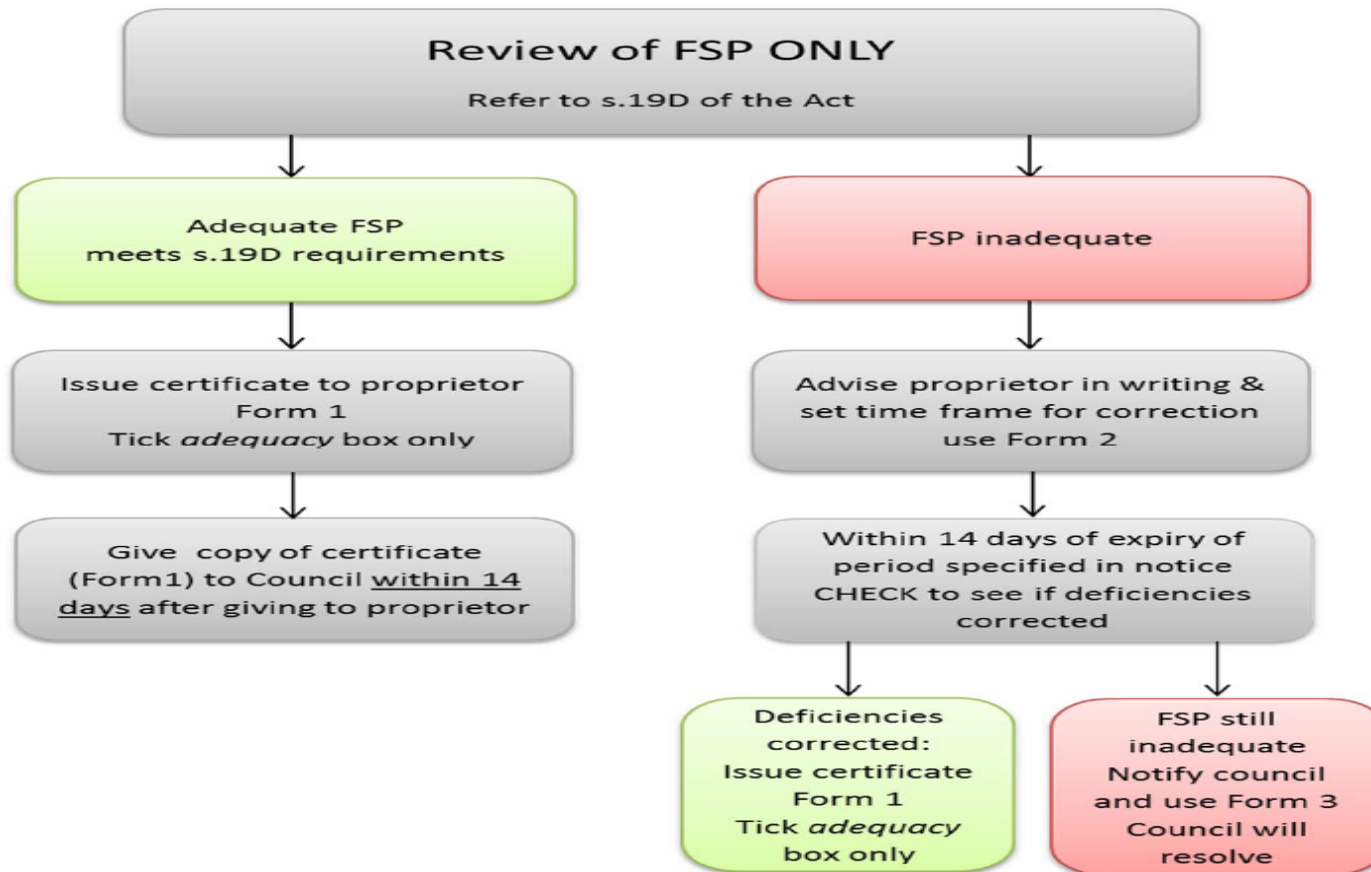 Review of FSP ONLY
Refer to s.19D of the Act
Adequate FSP
meets s.19D requirements
FSP inadequate
Issue certificate to proprietor
Form 1
Tick adequacy box only
Advise proprietor in writing &
set time frame for correction
use Form 2
Give copy of certificate
(Form1) to Council within 14
days after giving to proprietor
Within 14 days of expiry of
period specified in notice
CHECK to see if deficiencies
corrected
Deficiencies
corrected:
Issue certificate
Form 1
Tick adequacy
box only
FSP still
inadequate
Notify council
and use Form 3
Council will
resolve